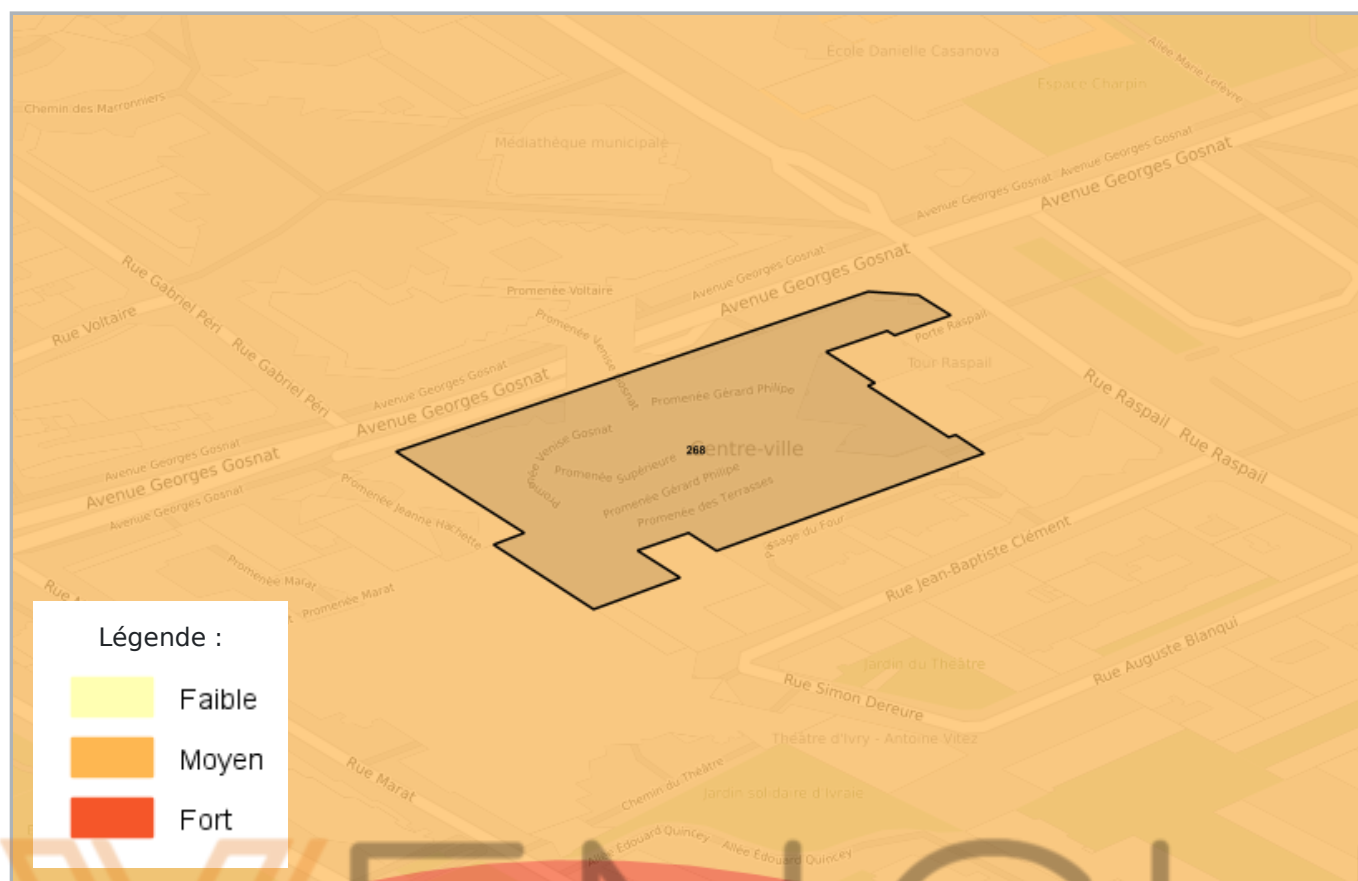 École Danielle Casanova
Allée Marie Lefèvre
Espace Charpin
Chemin des Marronniers
Médiathèque municipale
Avenue Georges Gosnat
Avenue Georges Gosnat
Avenue Georges Gosnat
Rue Gabriel Péri
Avenue Georges Gosnat
Avenue Georges Gosnat
Promenée Voltaire
Rue Voltaire
Promenée Venise Gosnat
Porte Raspail
Rue Gabriel Péri
Tour Raspail
Avenue Georges Gosnat
Avenue Georges Gosnat
Promenée Gérard Philipe
Rue Raspail
Rue Raspail
Promenée Venise Gosnat
268
Centre-ville
Avenue Georges Gosnat
Avenue Georges Gosnat
Avenue Georges Gosnat
Promenée Supérieure
Promenée Gérard Philipe
Promenée des Terrasses
Promenée Jeanne Hachette
Passage du Four
Rue Jean-Baptiste Clément
Promenée Marat
Promenée Marat
Légende :
Faible
Moyen
Fort
Rue Auguste Blanqui
Jardin du Théâtre
Rue Simon Dereure
Théâtre d'Ivry - Antoine Vitez
Rue Marat
Chemin du Théâtre
Jardin solidaire d'Ivraie
Allée Édouard Quincey
Allée Édouard Quincey